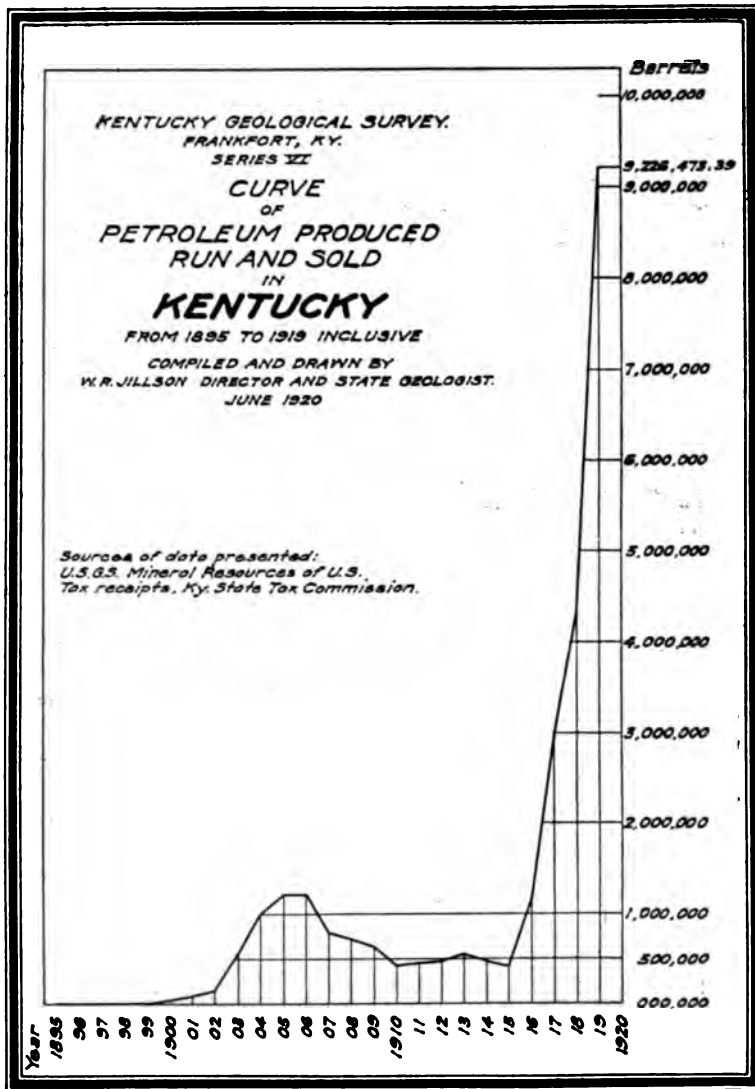 Barrels
10,000,000
9,226,473.39
9,000,000
8,000,000
7,000,000
6,000,000
5,000,000
4,000,000
3,000,000
2,000,000
1,000,000
500,000
000,000
KENTUCKY GEOLOGICAL SURVEY.
FRANKFORT, KY.
SERIES VI
CURVE
OF
PETROLEUM PRODUCED
RUN AND SOLD
IN
KENTUCKY
FROM 1895 TO 1919 INCLUSIVE
COMPILED AND DRAWN BY
W.R. JILLSON DIRECTOR AND STATE GEOLOGIST.
JUNE 1920
Sources of data presented:
U.S.G.S. Mineral Resources of U.S.
Tax receipts, Ky. State Tax Commission.
Year 1895 96 97 98 99 1900 01 02 03 04 05 06 07 08 09 1910 11 12 13 14 15 16 17 18 19 1920